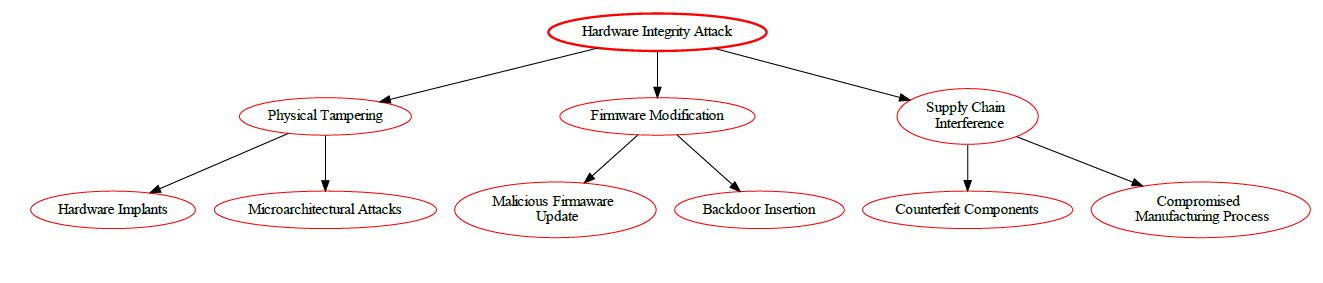 Hardware Integrity Attack
Physical Tampering
Firmware Modification
Supply Chain
Interference
Hardware Implants
Microarchitectural Attacks
Malicious Firmaware
Update
Backdoor Insertion
Counterfeit Components
Compromised
Manufacturing Process